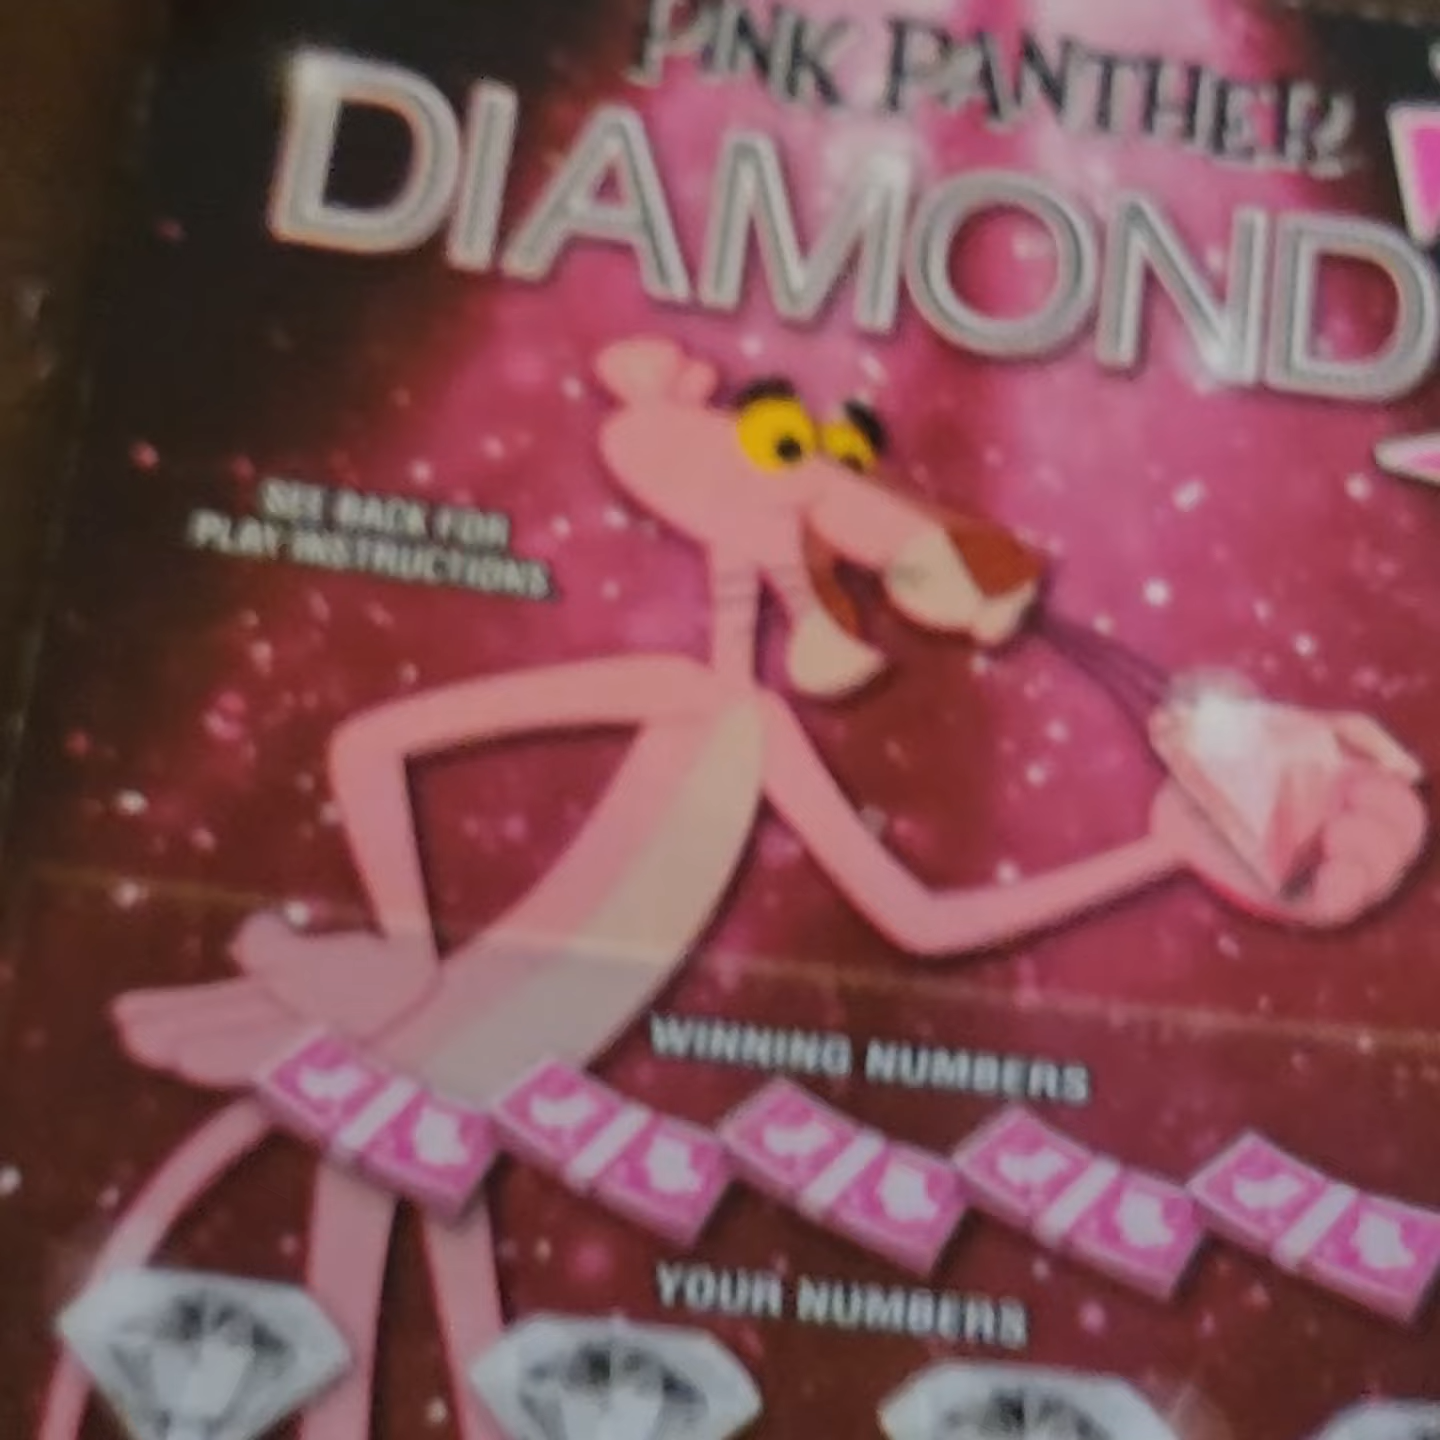 PINK PANTHER
DIAMOND
SEE BACK FOR
PLAY INSTRUCTIONS
WINNING NUMBERS
YOUR NUMBERS